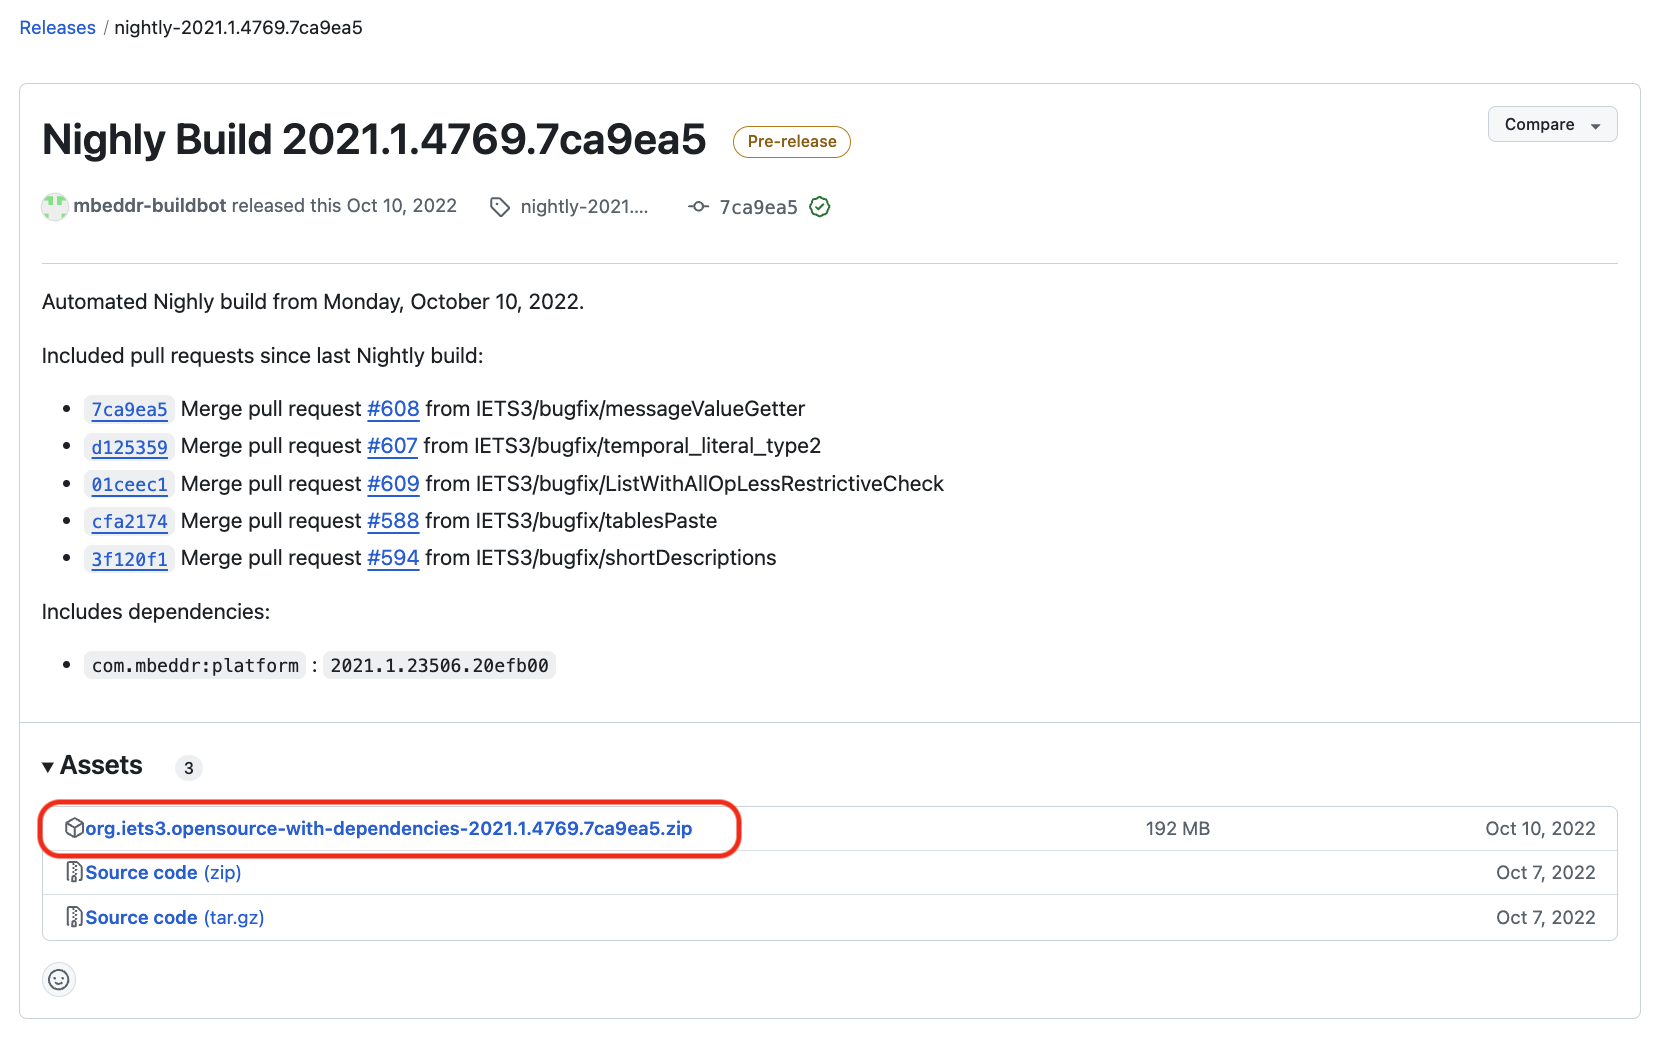 Releases / nightly-2021.1.4769.7ca9ea5
Nighly Build 2021.1.4769.7ca9ea5 Pre-release Compare
mbeddr-buildbot released this Oct 10, 2022 nightly-2021.... 7ca9ea5
Automated Nighly build from Monday, October 10, 2022.
Included pull requests since last Nightly build:
• 7ca9ea5 Merge pull request #608 from IETS3/bugfix/messageValueGetter
• d125359 Merge pull request #607 from IETS3/bugfix/temporal_literal_type2
• 01ceec1 Merge pull request #609 from IETS3/bugfix/ListWithAllOpLessRestrictiveCheck
• cfa2174 Merge pull request #588 from IETS3/bugfix/tablesPaste
• 3f120f1 Merge pull request #594 from IETS3/bugfix/shortDescriptions
Includes dependencies:
• com.mbeddr:platform : 2021.1.23506.20efb00
Assets 3
org.iets3.opensource-with-dependencies-2021.1.4769.7ca9ea5.zip 192 MB Oct 10, 2022
Source code (zip) Oct 7, 2022
Source code (tar.gz) Oct 7, 2022